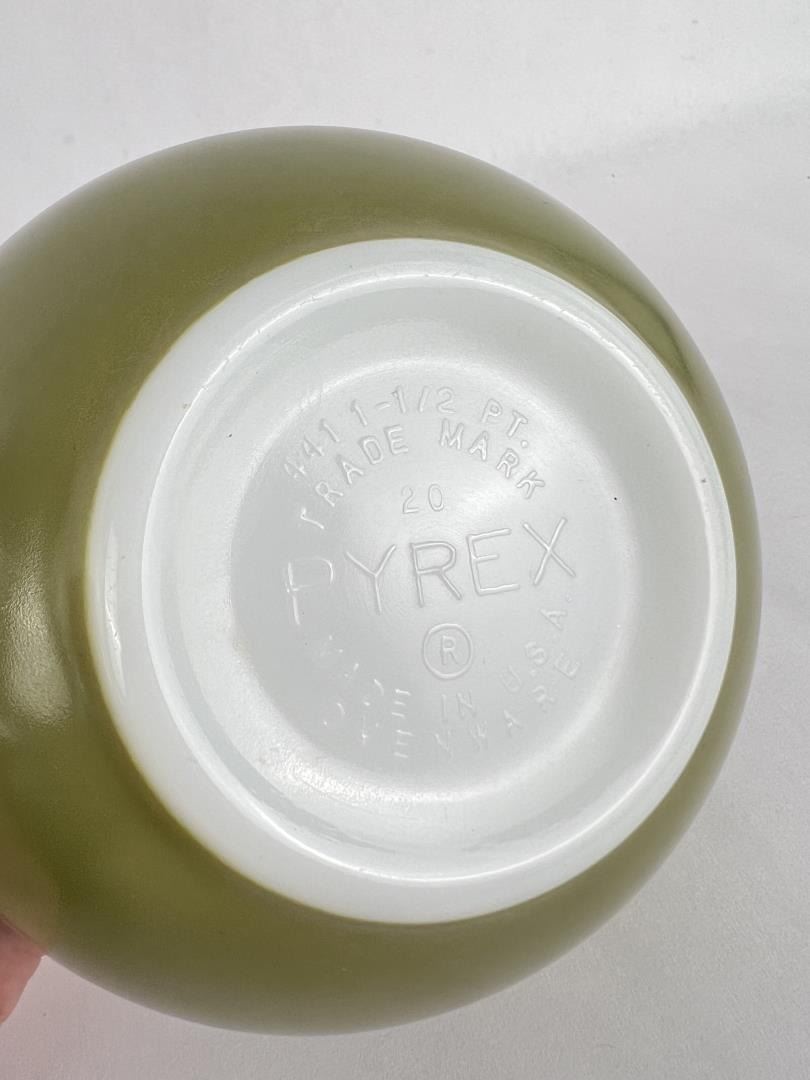 441 1-1/2 PT.
TRADE MARK
20
PYREX
®
MADE IN U.S.A.
OVENWARE